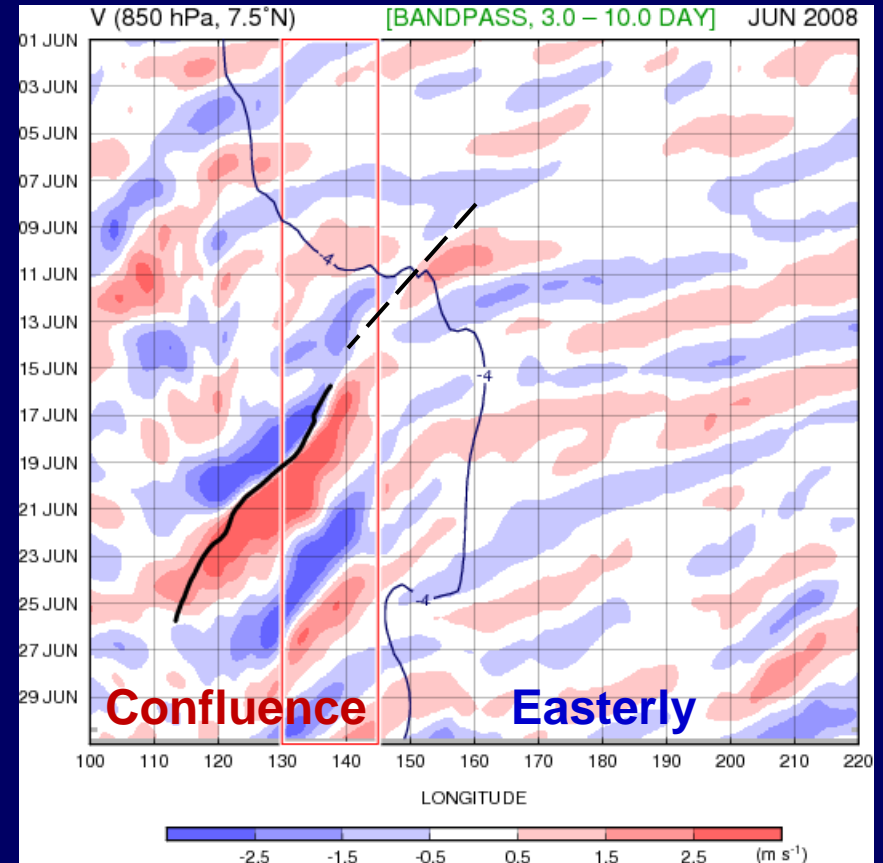 V (850 hPa, 7.5°N) [BANDPASS, 3.0 – 10.0 DAY] JUN 2008
01 JUN
03 JUN
05 JUN
07 JUN
09 JUN
-4
11 JUN
13 JUN
15 JUN
-4
17 JUN
19 JUN
21 JUN
23 JUN
25 JUN
-4
27 JUN
29 JUN
Confluence Easterly
100 110 120 130 140 150 160 170 180 190 200 210 220
LONGITUDE
-2.5 -1.5 -0.5 0.5 1.5 2.5 (m s⁻¹)